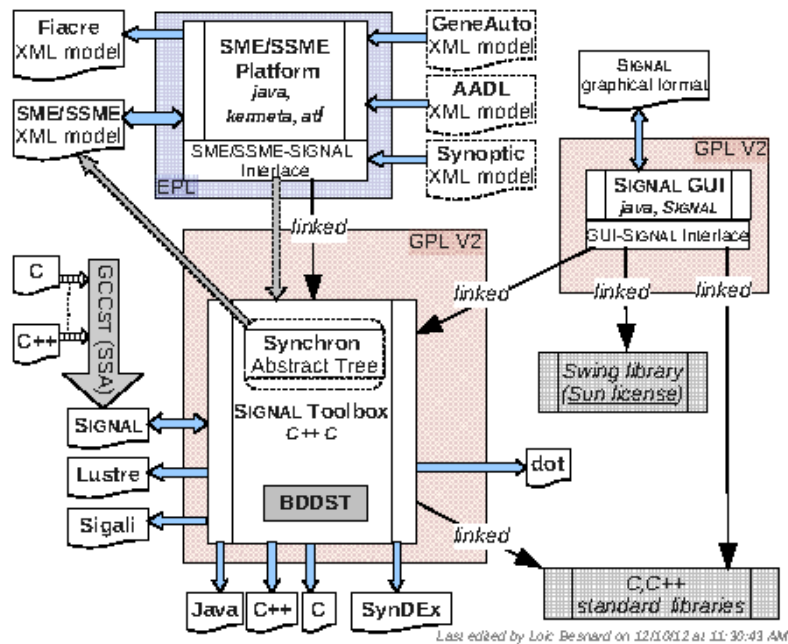 Fiacre
XML model
SME/SSME
Platform
java,
kermeta, atl
GeneAuto
XML model
SME/SSME
XML model
AADL
XML model
SIGNAL
graphical format
SME/SSME-SIGNAL
Interface
Synoptic
XML model
EPL
GPL V2
SIGNAL GUI
java, SIGNAL
GUI-SIGNAL Interface
linked
GPL V2
linked
linked
linked
C
C++
GCCST (SSA)
Synchron
Abstract Tree
Swing library
(Sun license)
SIGNAL
SIGNAL Toolbox
C++ C
Lustre
dot
Sigali
BDDST
linked
Java
C++
C
SynDEx
C,C++
standard libraries
Last edited by Loic Besnard on 12/10/12 at 11:30:43 AM